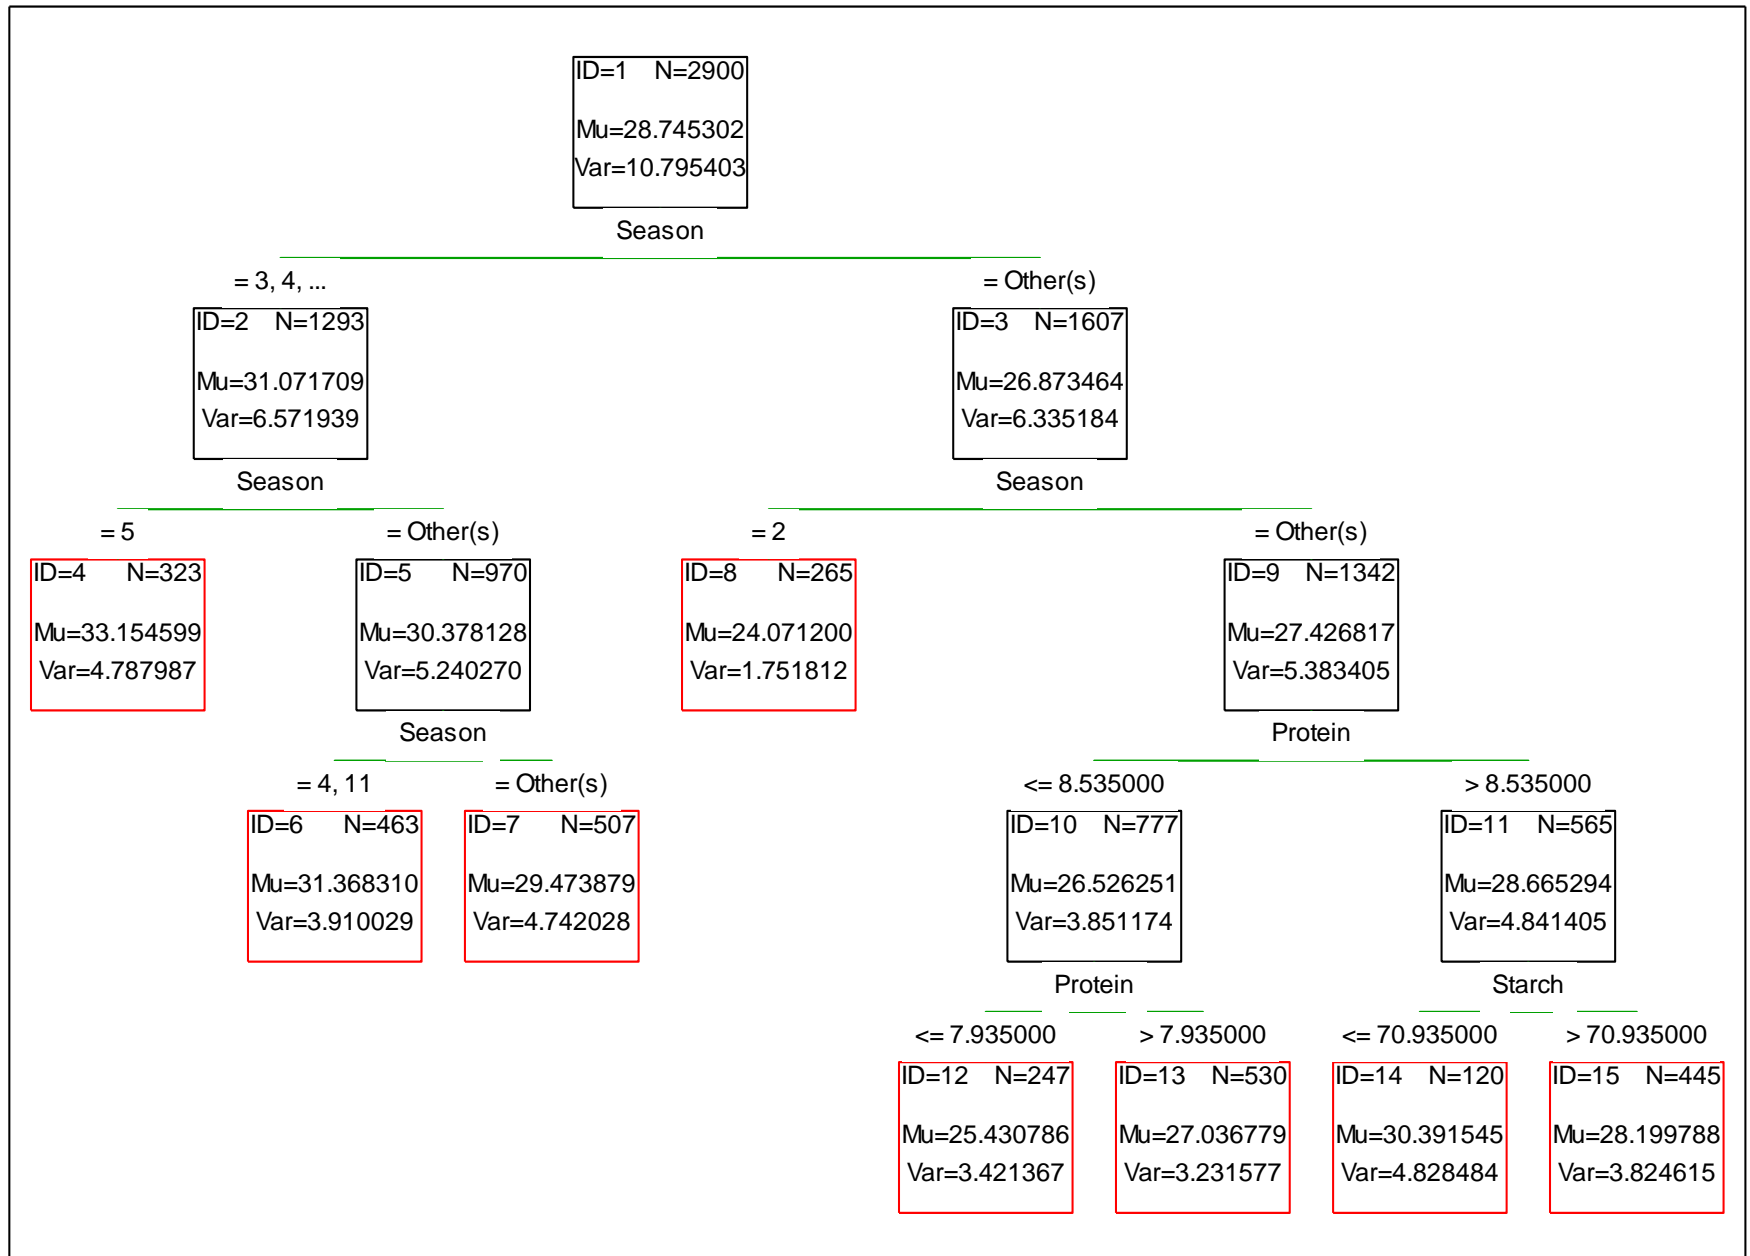 ID=1 N=2900
Mu=28.745302
Var=10.795403
Season
= 3, 4, ...
= Other(s)
ID=2 N=1293
Mu=31.071709
Var=6.571939
Season
ID=3 N=1607
Mu=26.873464
Var=6.335184
Season
= 5
= Other(s)
= 2
= Other(s)
ID=4 N=323
Mu=33.154599
Var=4.787987
ID=5 N=970
Mu=30.378128
Var=5.240270
Season
ID=8 N=265
Mu=24.071200
Var=1.751812
ID=9 N=1342
Mu=27.426817
Var=5.383405
Protein
= 4, 11
= Other(s)
<= 8.535000
> 8.535000
ID=6 N=463
Mu=31.368310
Var=3.910029
ID=7 N=507
Mu=29.473879
Var=4.742028
ID=10 N=777
Mu=26.526251
Var=3.851174
Protein
ID=11 N=565
Mu=28.665294
Var=4.841405
Starch
<= 7.935000
> 7.935000
<= 70.935000
> 70.935000
ID=12 N=247
Mu=25.430786
Var=3.421367
ID=13 N=530
Mu=27.036779
Var=3.231577
ID=14 N=120
Mu=30.391545
Var=4.828484
ID=15 N=445
Mu=28.199788
Var=3.824615